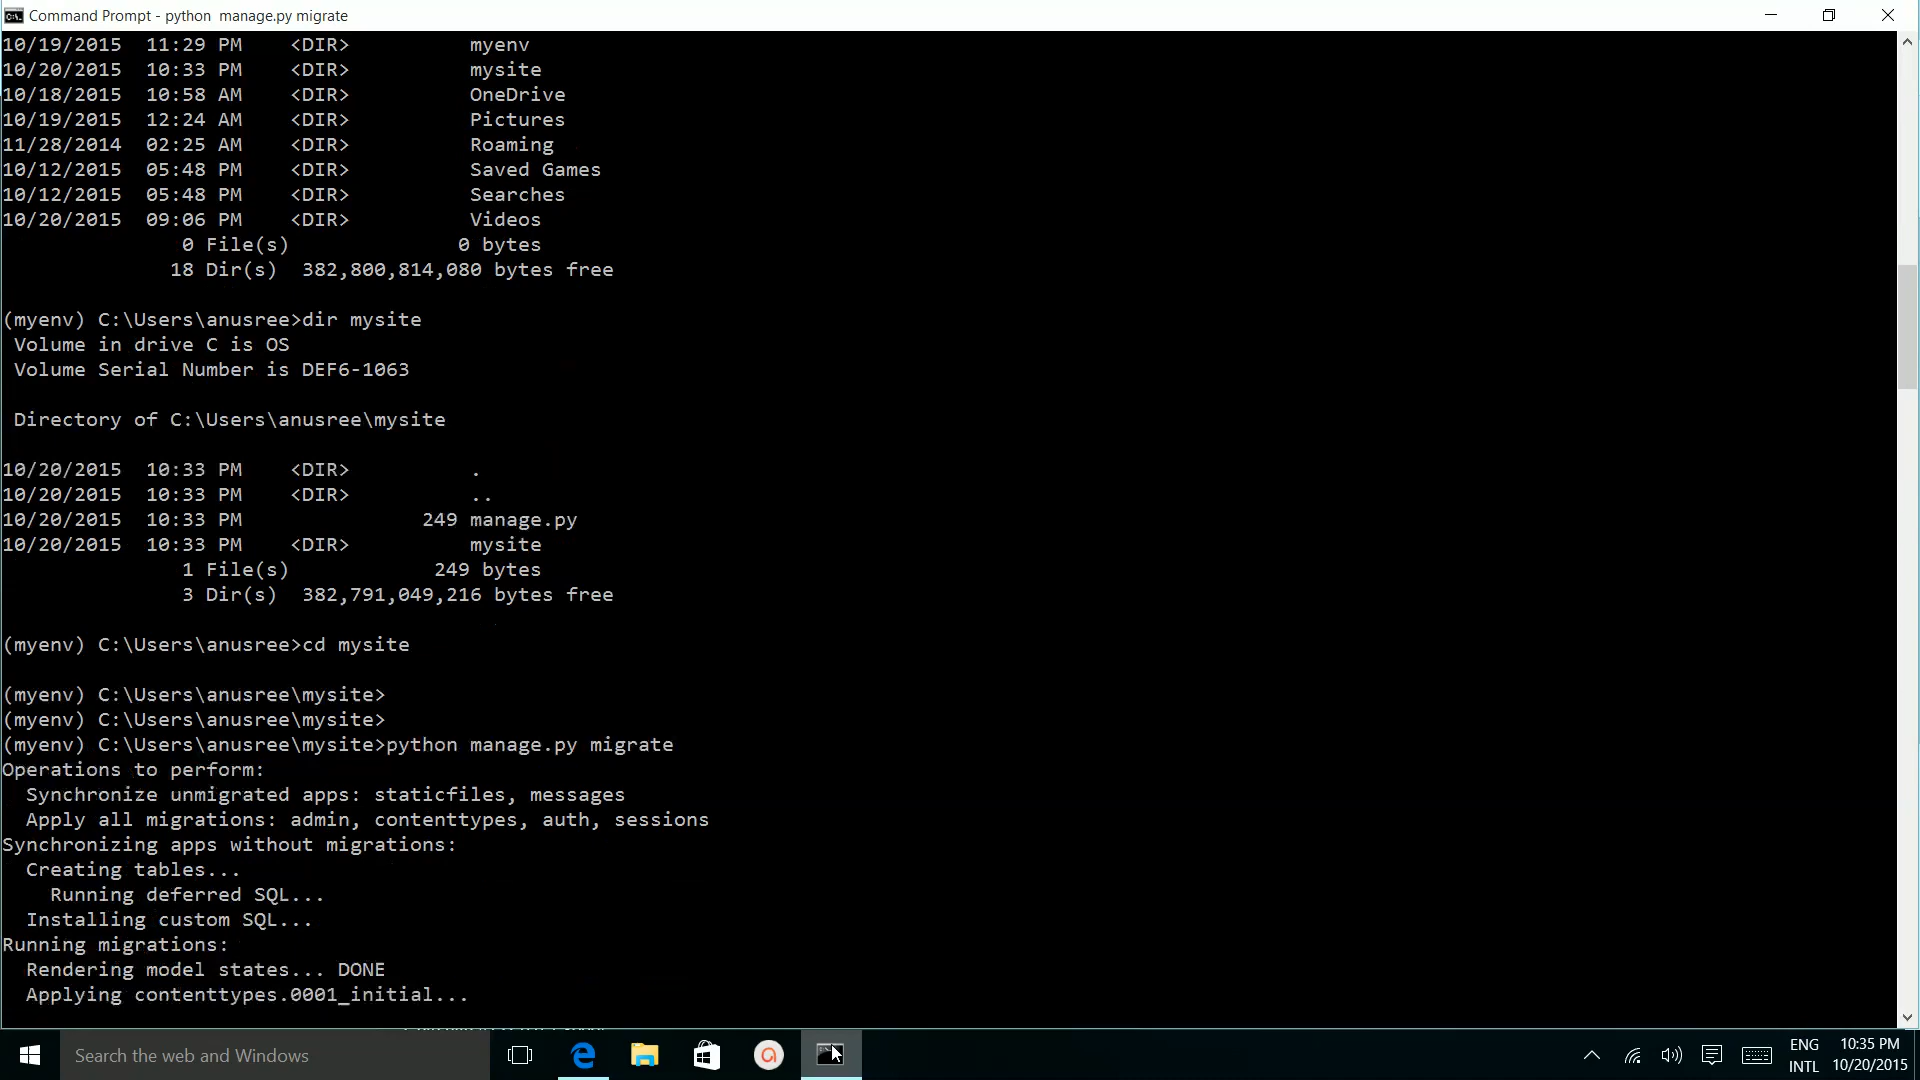 Command Prompt - python  manage.py migrate
10/19/2015  11:29 PM    <DIR>          myenv
10/20/2015  10:33 PM    <DIR>          mysite
10/18/2015  10:58 AM    <DIR>          OneDrive
10/19/2015  12:24 AM    <DIR>          Pictures
11/28/2014  02:25 AM    <DIR>          Roaming
10/12/2015  05:48 PM    <DIR>          Saved Games
10/12/2015  05:48 PM    <DIR>          Searches
10/20/2015  09:06 PM    <DIR>          Videos
               0 File(s)              0 bytes
              18 Dir(s)  382,800,814,080 bytes free
(myenv) C:\Users\anusree>dir mysite
 Volume in drive C is OS
 Volume Serial Number is DEF6-1063
 Directory of C:\Users\anusree\mysite
10/20/2015  10:33 PM    <DIR>          .
10/20/2015  10:33 PM    <DIR>          ..
10/20/2015  10:33 PM               249 manage.py
10/20/2015  10:33 PM    <DIR>          mysite
               1 File(s)            249 bytes
               3 Dir(s)  382,791,049,216 bytes free
(myenv) C:\Users\anusree>cd mysite
(myenv) C:\Users\anusree\mysite>
(myenv) C:\Users\anusree\mysite>
(myenv) C:\Users\anusree\mysite>python manage.py migrate
Operations to perform:
  Synchronize unmigrated apps: staticfiles, messages
  Apply all migrations: admin, contenttypes, auth, sessions
Synchronizing apps without migrations:
  Creating tables...
    Running deferred SQL...
  Installing custom SQL...
Running migrations:
  Rendering model states... DONE
  Applying contenttypes.0001_initial...
Search the web and Windows
ENG
INTL
10:35 PM
10/20/2015